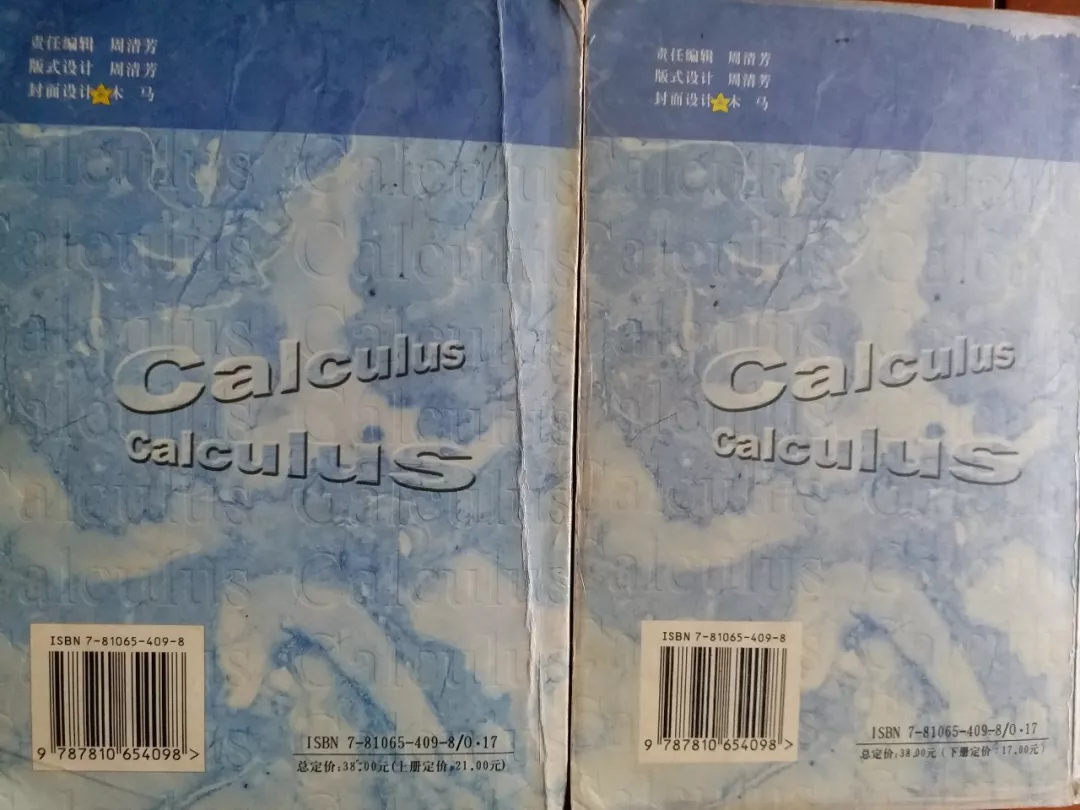 责任编辑 周清芳
版式设计 周清芳
封面设计 木 马
Calculus
Calculus
ISBN 7-81065-409-8
9 787810 654098 >
ISBN 7-81065-409-8/O·17
总定价:38.00元(上册定价:21.00元)
责任编辑 周清芳
版式设计 周清芳
封面设计 木 马
Calculus
Calculus
ISBN 7-81065-409-8
9 787810 654098 >
ISBN 7-81065-409-8/O·17
总定价:38.00元(下册定价:17.00元)